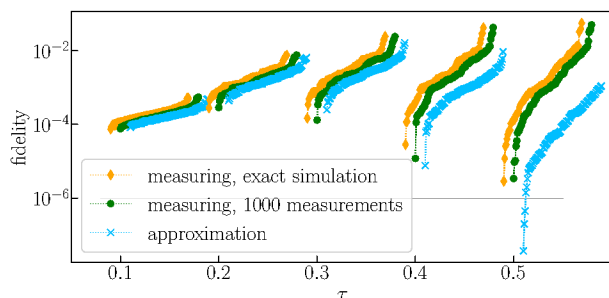 10⁻²
10⁻⁴
10⁻⁶
fidelity
measuring, exact simulation
measuring, 1000 measurements
approximation
0.1 0.2 0.3 0.4 0.5
τ